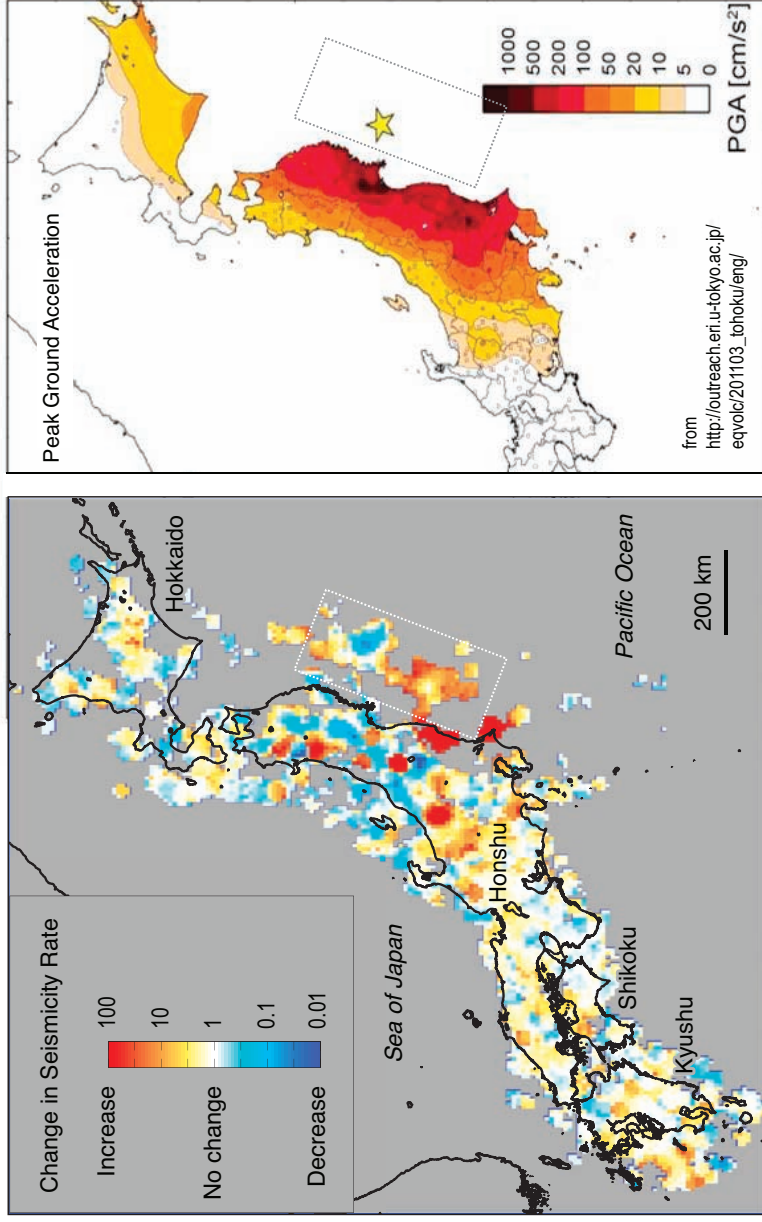 Change in Seismicity Rate
Increase
No change
Decrease
100
10
1
0.1
0.01
Hokkaido
Sea of Japan
Honshu
Shikoku
Kyushu
Pacific Ocean
200 km
Peak Ground Acceleration
1000
500
200
100
50
20
10
5
0
PGA [cm/s²]
from
http://outreach.eri.u-tokyo.ac.jp/
eqvolc/201103_tohoku/eng/